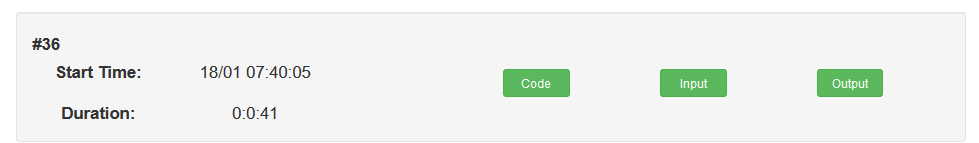 #36
Start Time: 18/01 07:40:05 Code Input Output
Duration: 0:0:41